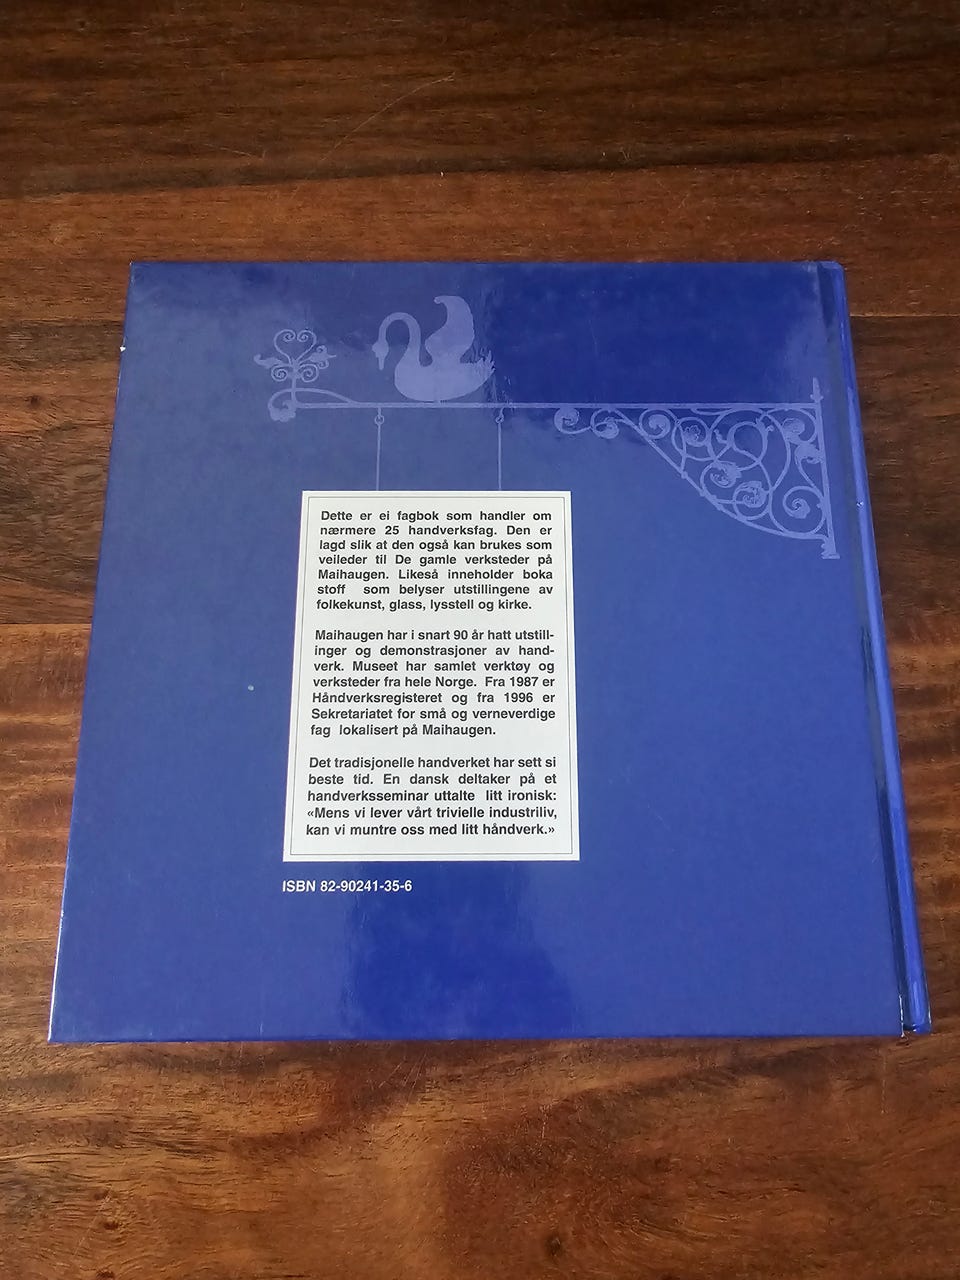 Dette er ei fagbok som handler om
nærmere 25 handverksfag. Den er
lagd slik at den også kan brukes som
veileder til De gamle verksteder på
Maihaugen. Likeså inneholder boka
stoff som belyser utstillingene av
folkekunst, glass, lysstell og kirke.
Maihaugen har i snart 90 år hatt utstill-
inger og demonstrasjoner av hand-
verk. Museet har samlet verktøy og
verksteder fra hele Norge. Fra 1987 er
Håndverksregisteret og fra 1996 er
Sekretariatet for små og verneverdige
fag lokalisert på Maihaugen.
Det tradisjonelle handverket har sett si
beste tid. En dansk deltaker på et
handverksseminar uttalte litt ironisk:
«Mens vi lever vårt trivielle industriliv,
kan vi muntre oss med litt håndverk.»
ISBN 82-90241-35-6